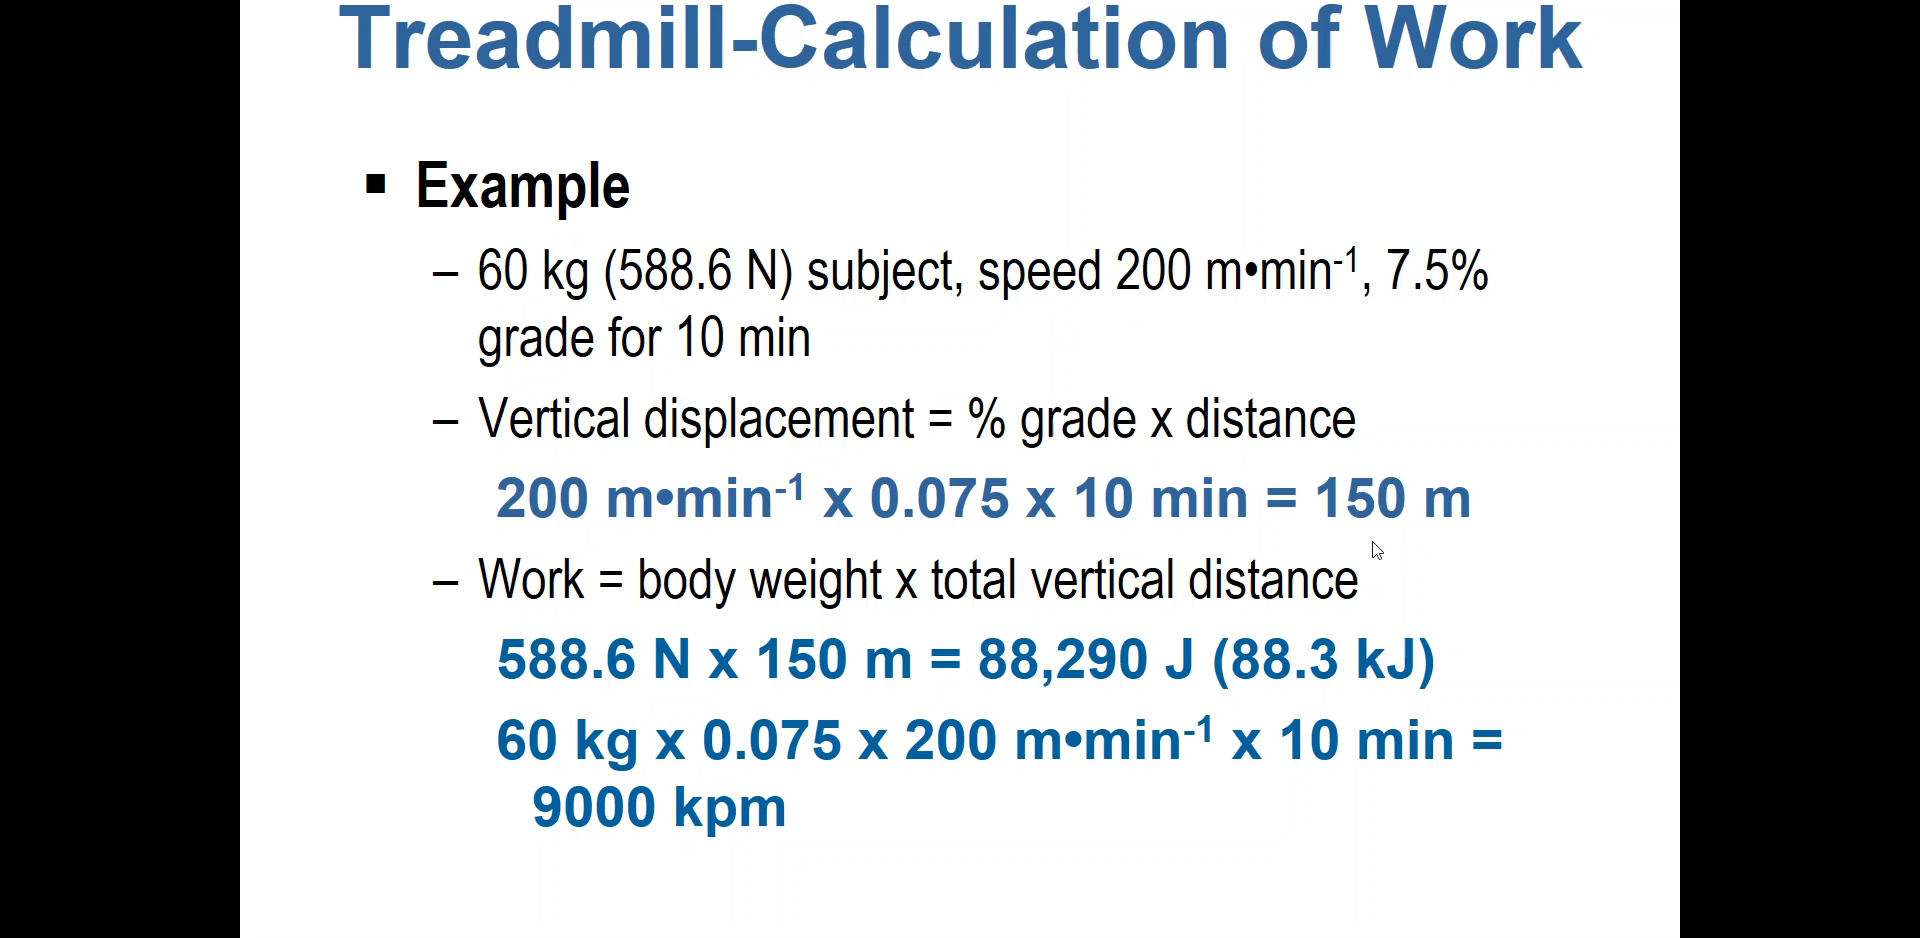 Treadmill-Calculation of Work
▪ Example
– 60 kg (588.6 N) subject, speed 200 m•min⁻¹, 7.5%
grade for 10 min
– Vertical displacement = % grade x distance
200 m•min⁻¹ x 0.075 x 10 min = 150 m
– Work = body weight x total vertical distance
588.6 N x 150 m = 88,290 J (88.3 kJ)
60 kg x 0.075 x 200 m•min⁻¹ x 10 min =
9000 kpm